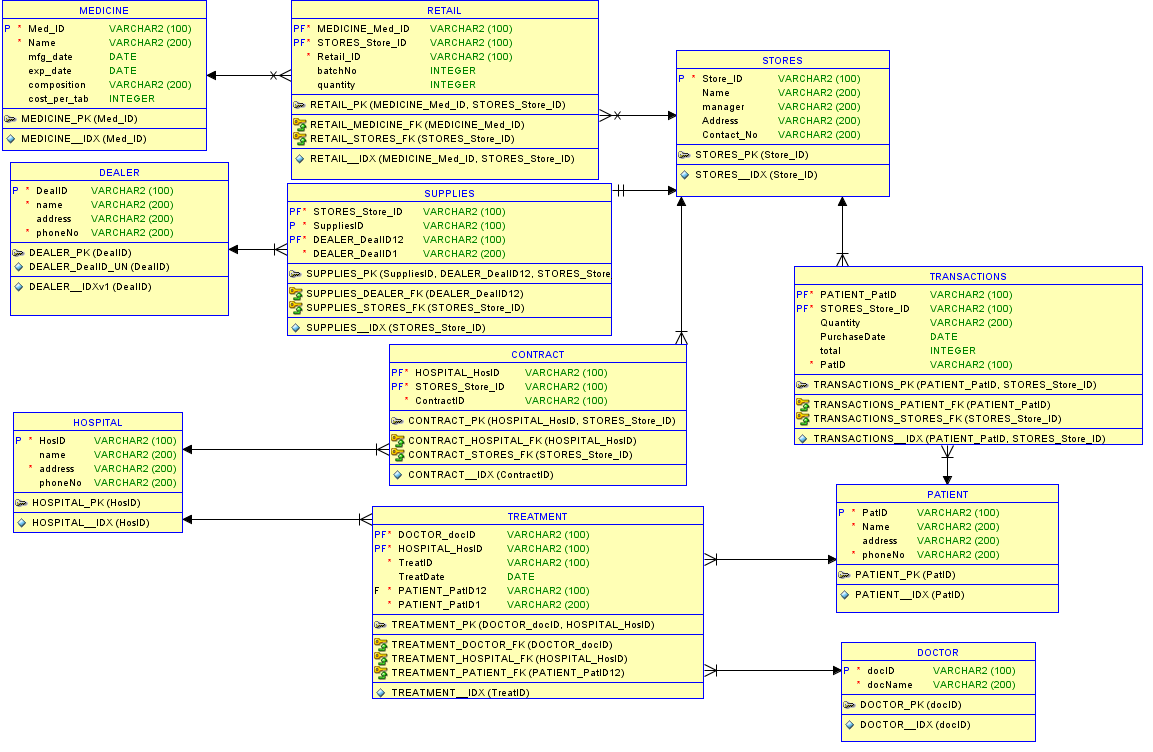 MEDICINE
P * Med_ID VARCHAR2 (100)
* Name VARCHAR2 (200)
mfg_date DATE
exp_date DATE
composition VARCHAR2 (200)
cost_per_tab INTEGER
MEDICINE_PK (Med_ID)
MEDICINE__IDX (Med_ID)
RETAIL
PF* MEDICINE_Med_ID VARCHAR2 (100)
PF* STORES_Store_ID VARCHAR2 (100)
* Retail_ID VARCHAR2 (100)
batchNo INTEGER
quantity INTEGER
RETAIL_PK (MEDICINE_Med_ID, STORES_Store_ID)
RETAIL_MEDICINE_FK (MEDICINE_Med_ID)
RETAIL_STORES_FK (STORES_Store_ID)
RETAIL__IDX (MEDICINE_Med_ID, STORES_Store_ID)
STORES
P * Store_ID VARCHAR2 (100)
Name VARCHAR2 (200)
manager VARCHAR2 (200)
Address VARCHAR2 (200)
Contact_No VARCHAR2 (200)
STORES_PK (Store_ID)
STORES__IDX (Store_ID)
DEALER
P * DealID VARCHAR2 (100)
* name VARCHAR2 (200)
address VARCHAR2 (200)
* phoneNo VARCHAR2 (200)
DEALER_PK (DealID)
DEALER_DealID_UN (DealID)
DEALER__IDXv1 (DealID)
SUPPLIES
PF* STORES_Store_ID VARCHAR2 (100)
P * SuppliesID VARCHAR2 (100)
PF* DEALER_DealID12 VARCHAR2 (100)
* DEALER_DealID1 VARCHAR2 (200)
SUPPLIES_PK (SuppliesID, DEALER_DealID12, STORES_Store
SUPPLIES_DEALER_FK (DEALER_DealID12)
SUPPLIES_STORES_FK (STORES_Store_ID)
SUPPLIES__IDX (STORES_Store_ID)
TRANSACTIONS
PF* PATIENT_PatID VARCHAR2 (100)
PF* STORES_Store_ID VARCHAR2 (100)
Quantity VARCHAR2 (200)
PurchaseDate DATE
total INTEGER
* PatID VARCHAR2 (100)
TRANSACTIONS_PK (PATIENT_PatID, STORES_Store_ID)
TRANSACTIONS_PATIENT_FK (PATIENT_PatID)
TRANSACTIONS_STORES_FK (STORES_Store_ID)
TRANSACTIONS__IDX (PATIENT_PatID, STORES_Store_ID)
CONTRACT
PF* HOSPITAL_HosID VARCHAR2 (100)
PF* STORES_Store_ID VARCHAR2 (100)
* ContractID VARCHAR2 (100)
CONTRACT_PK (HOSPITAL_HosID, STORES_Store_ID)
CONTRACT_HOSPITAL_FK (HOSPITAL_HosID)
CONTRACT_STORES_FK (STORES_Store_ID)
CONTRACT__IDX (ContractID)
HOSPITAL
P * HosID VARCHAR2 (100)
name VARCHAR2 (200)
* address VARCHAR2 (200)
phoneNo VARCHAR2 (200)
HOSPITAL_PK (HosID)
HOSPITAL__IDX (HosID)
TREATMENT
PF* DOCTOR_docID VARCHAR2 (100)
PF* HOSPITAL_HosID VARCHAR2 (100)
* TreatID VARCHAR2 (100)
TreatDate DATE
F * PATIENT_PatID12 VARCHAR2 (100)
* PATIENT_PatID1 VARCHAR2 (200)
TREATMENT_PK (DOCTOR_docID, HOSPITAL_HosID)
TREATMENT_DOCTOR_FK (DOCTOR_docID)
TREATMENT_HOSPITAL_FK (HOSPITAL_HosID)
TREATMENT_PATIENT_FK (PATIENT_PatID12)
TREATMENT__IDX (TreatID)
PATIENT
P * PatID VARCHAR2 (100)
* Name VARCHAR2 (200)
address VARCHAR2 (200)
* phoneNo VARCHAR2 (200)
PATIENT_PK (PatID)
PATIENT__IDX (PatID)
DOCTOR
P * docID VARCHAR2 (100)
* docName VARCHAR2 (200)
DOCTOR_PK (docID)
DOCTOR__IDX (docID)